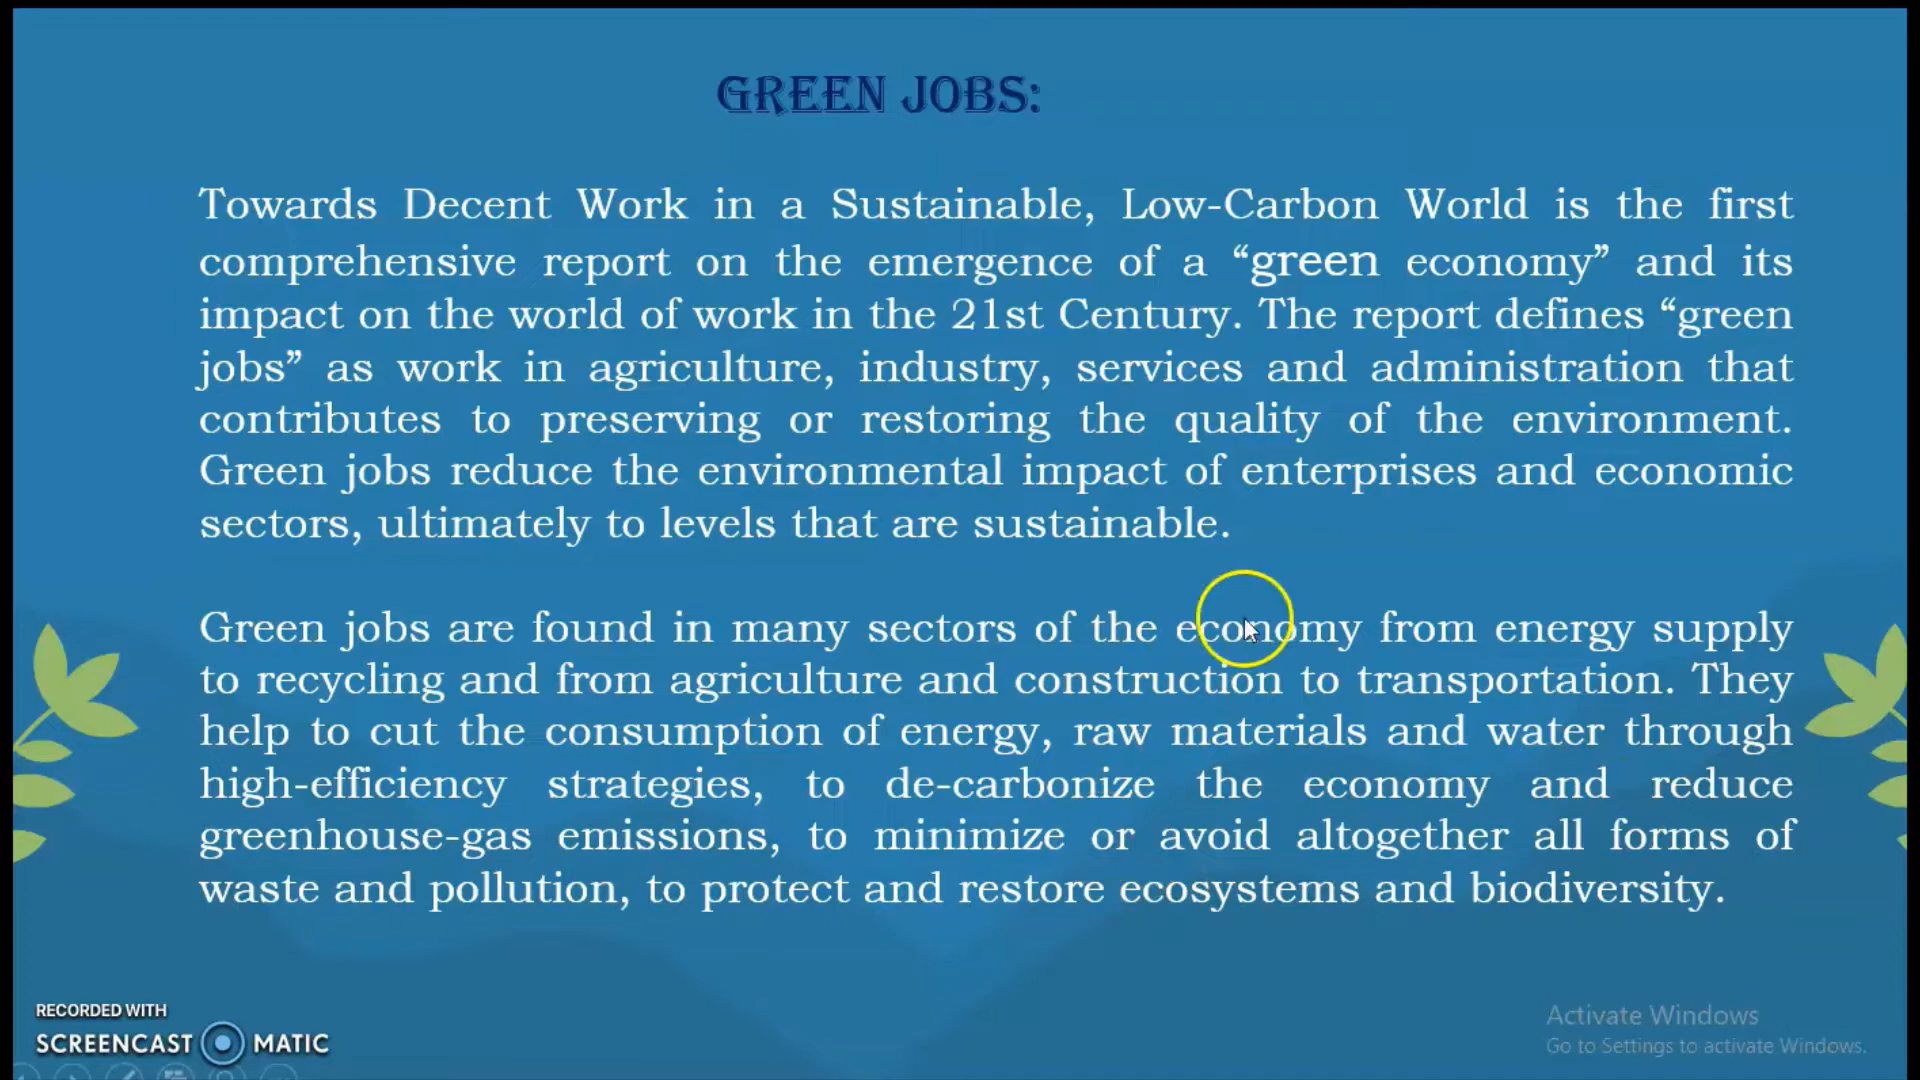 GREEN JOBS:
Towards Decent Work in a Sustainable, Low-Carbon World is the first
comprehensive report on the emergence of a “green economy” and its
impact on the world of work in the 21st Century. The report defines “green
jobs” as work in agriculture, industry, services and administration that
contributes to preserving or restoring the quality of the environment.
Green jobs reduce the environmental impact of enterprises and economic
sectors, ultimately to levels that are sustainable.
Green jobs are found in many sectors of the economy from energy supply
to recycling and from agriculture and construction to transportation. They
help to cut the consumption of energy, raw materials and water through
high-efficiency strategies, to de-carbonize the economy and reduce
greenhouse-gas emissions, to minimize or avoid altogether all forms of
waste and pollution, to protect and restore ecosystems and biodiversity.
RECORDED WITH
SCREENCAST MATIC
Activate Windows
Go to Settings to activate Windows.